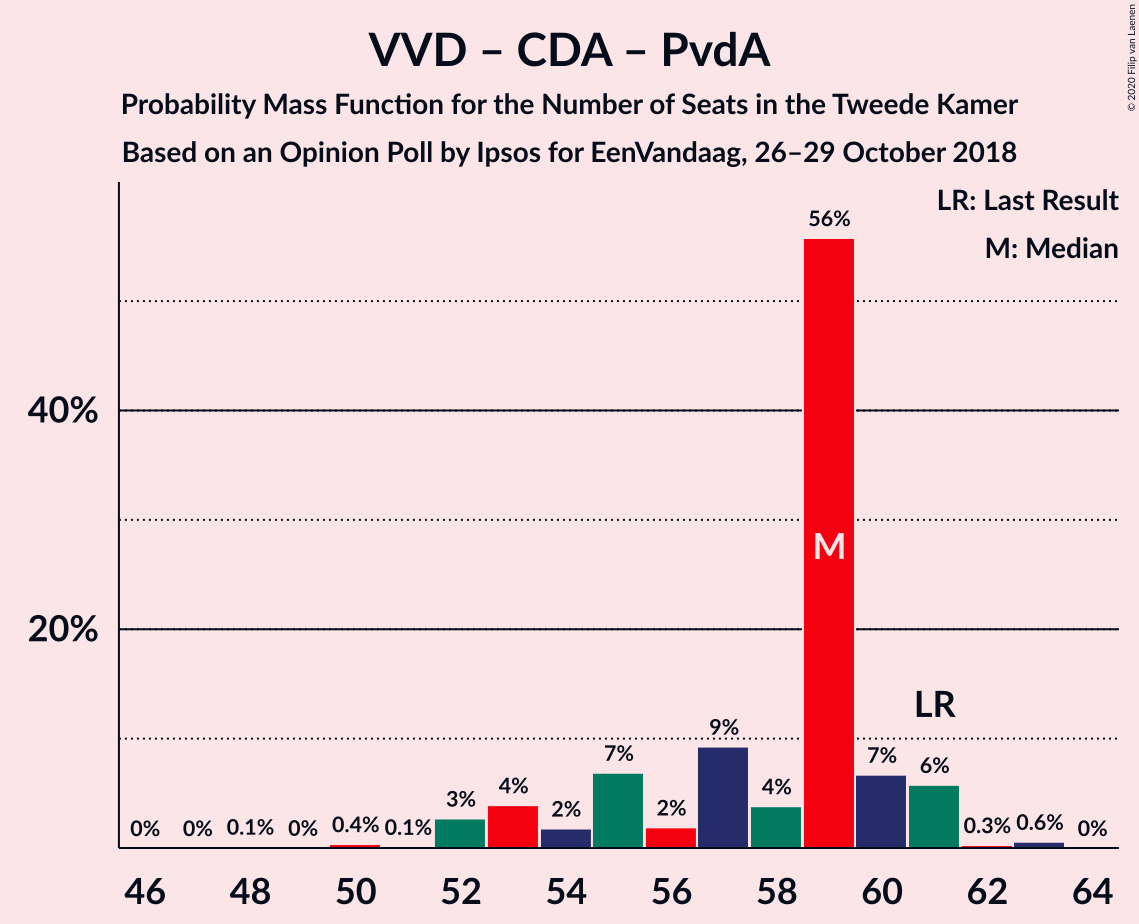 VVD – CDA – PvdA
Probability Mass Function for the Number of Seats in the Tweede Kamer
Based on an Opinion Poll by Ipsos for EenVandaag, 26–29 October 2018
© 2020 Filip van Laenen
LR: Last Result
M: Median
56%
40%
M
20%
LR
0% 0% 0.1% 0% 0.4% 0.1% 3% 4% 2% 7% 2% 9% 4% 7% 6% 0.3% 0.6% 0%
46 48 50 52 54 56 58 60 62 64